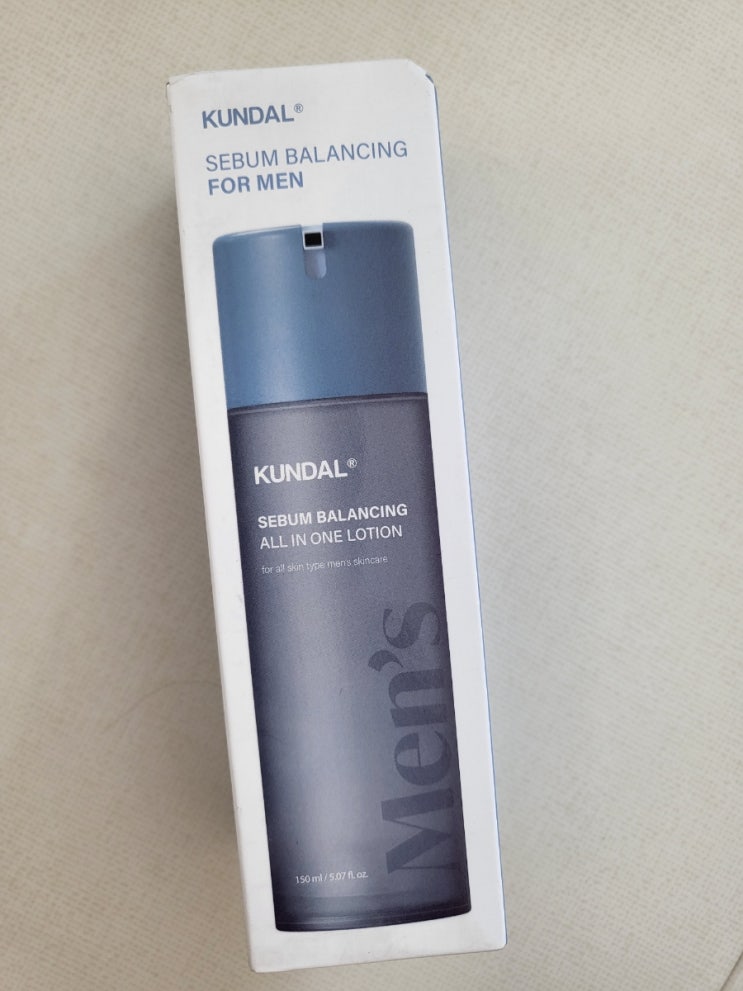 KUNDAL®
SEBUM BALANCING
FOR MEN
KUNDAL®
SEBUM BALANCING
ALL IN ONE LOTION
for all skin type men's skincare
Men's
150 ml / 5.07 fl. oz.